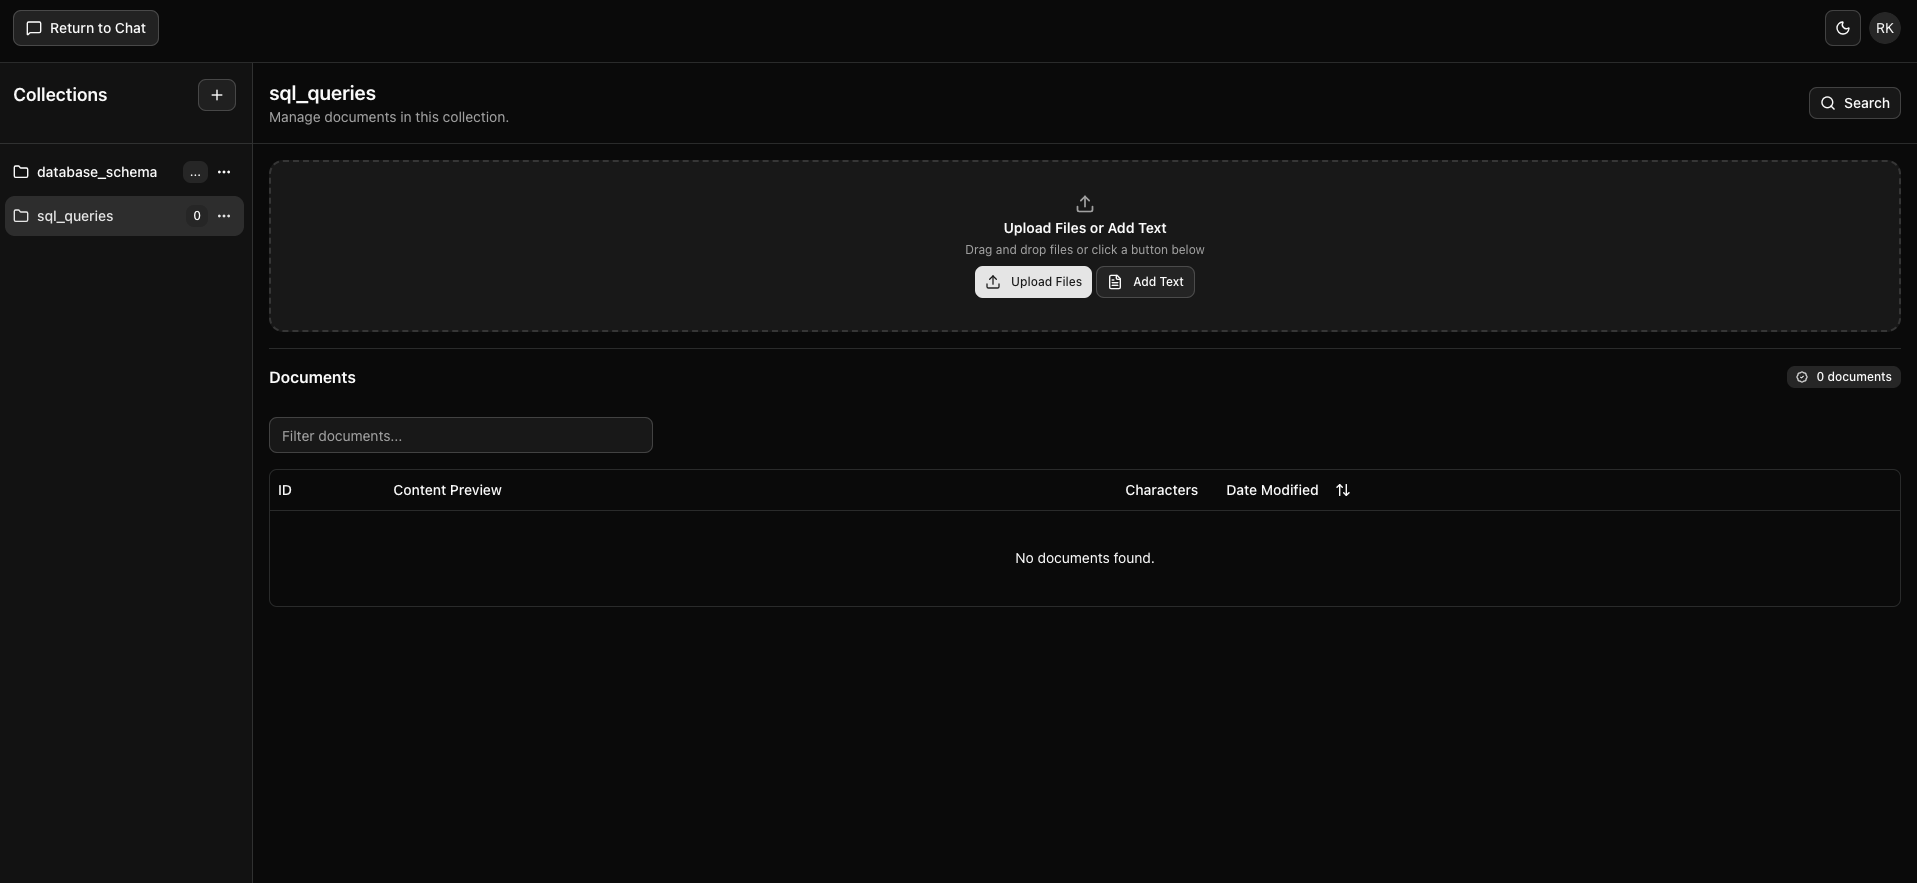 Return to Chat
RK
Collections
+
sql_queries
Manage documents in this collection.
Search
database_schema
...
sql_queries
0
Upload Files or Add Text
Drag and drop files or click a button below
Upload Files
Add Text
Documents
0 documents
Filter documents...
ID
Content Preview
Characters
Date Modified
No documents found.